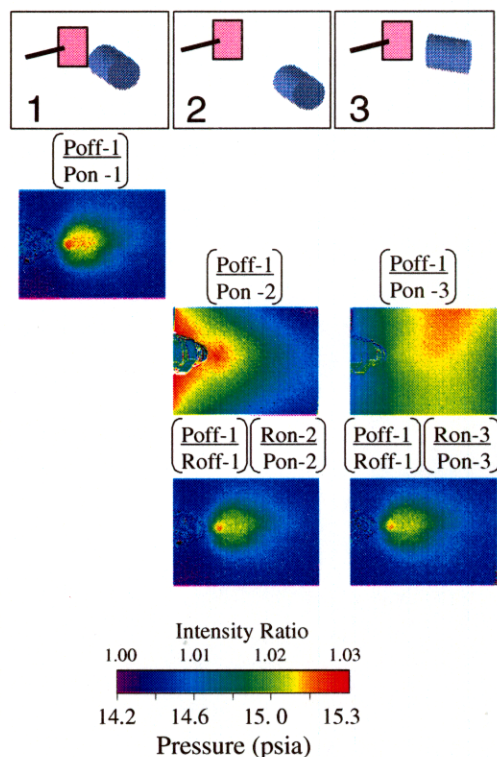 1 2 3
Poff-1
Pon -1
Poff-1 Poff-1
Pon -2 Pon -3
Poff-1 Ron-2 Poff-1 Ron-3
Roff-1 Pon-2 Roff-1 Pon-3
Intensity Ratio
1.00 1.01 1.02 1.03
14.2 14.6 15.0 15.3
Pressure (psia)